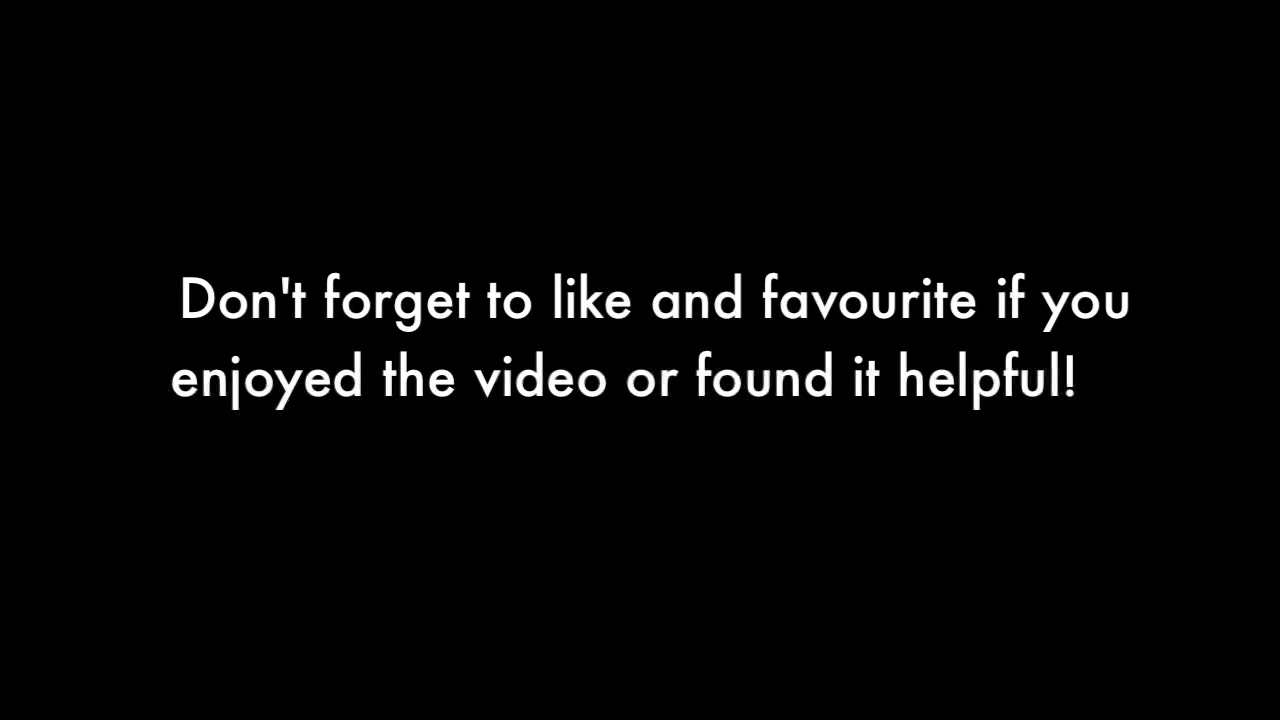 Don't forget to like and favourite if you
enjoyed the video or found it helpful!